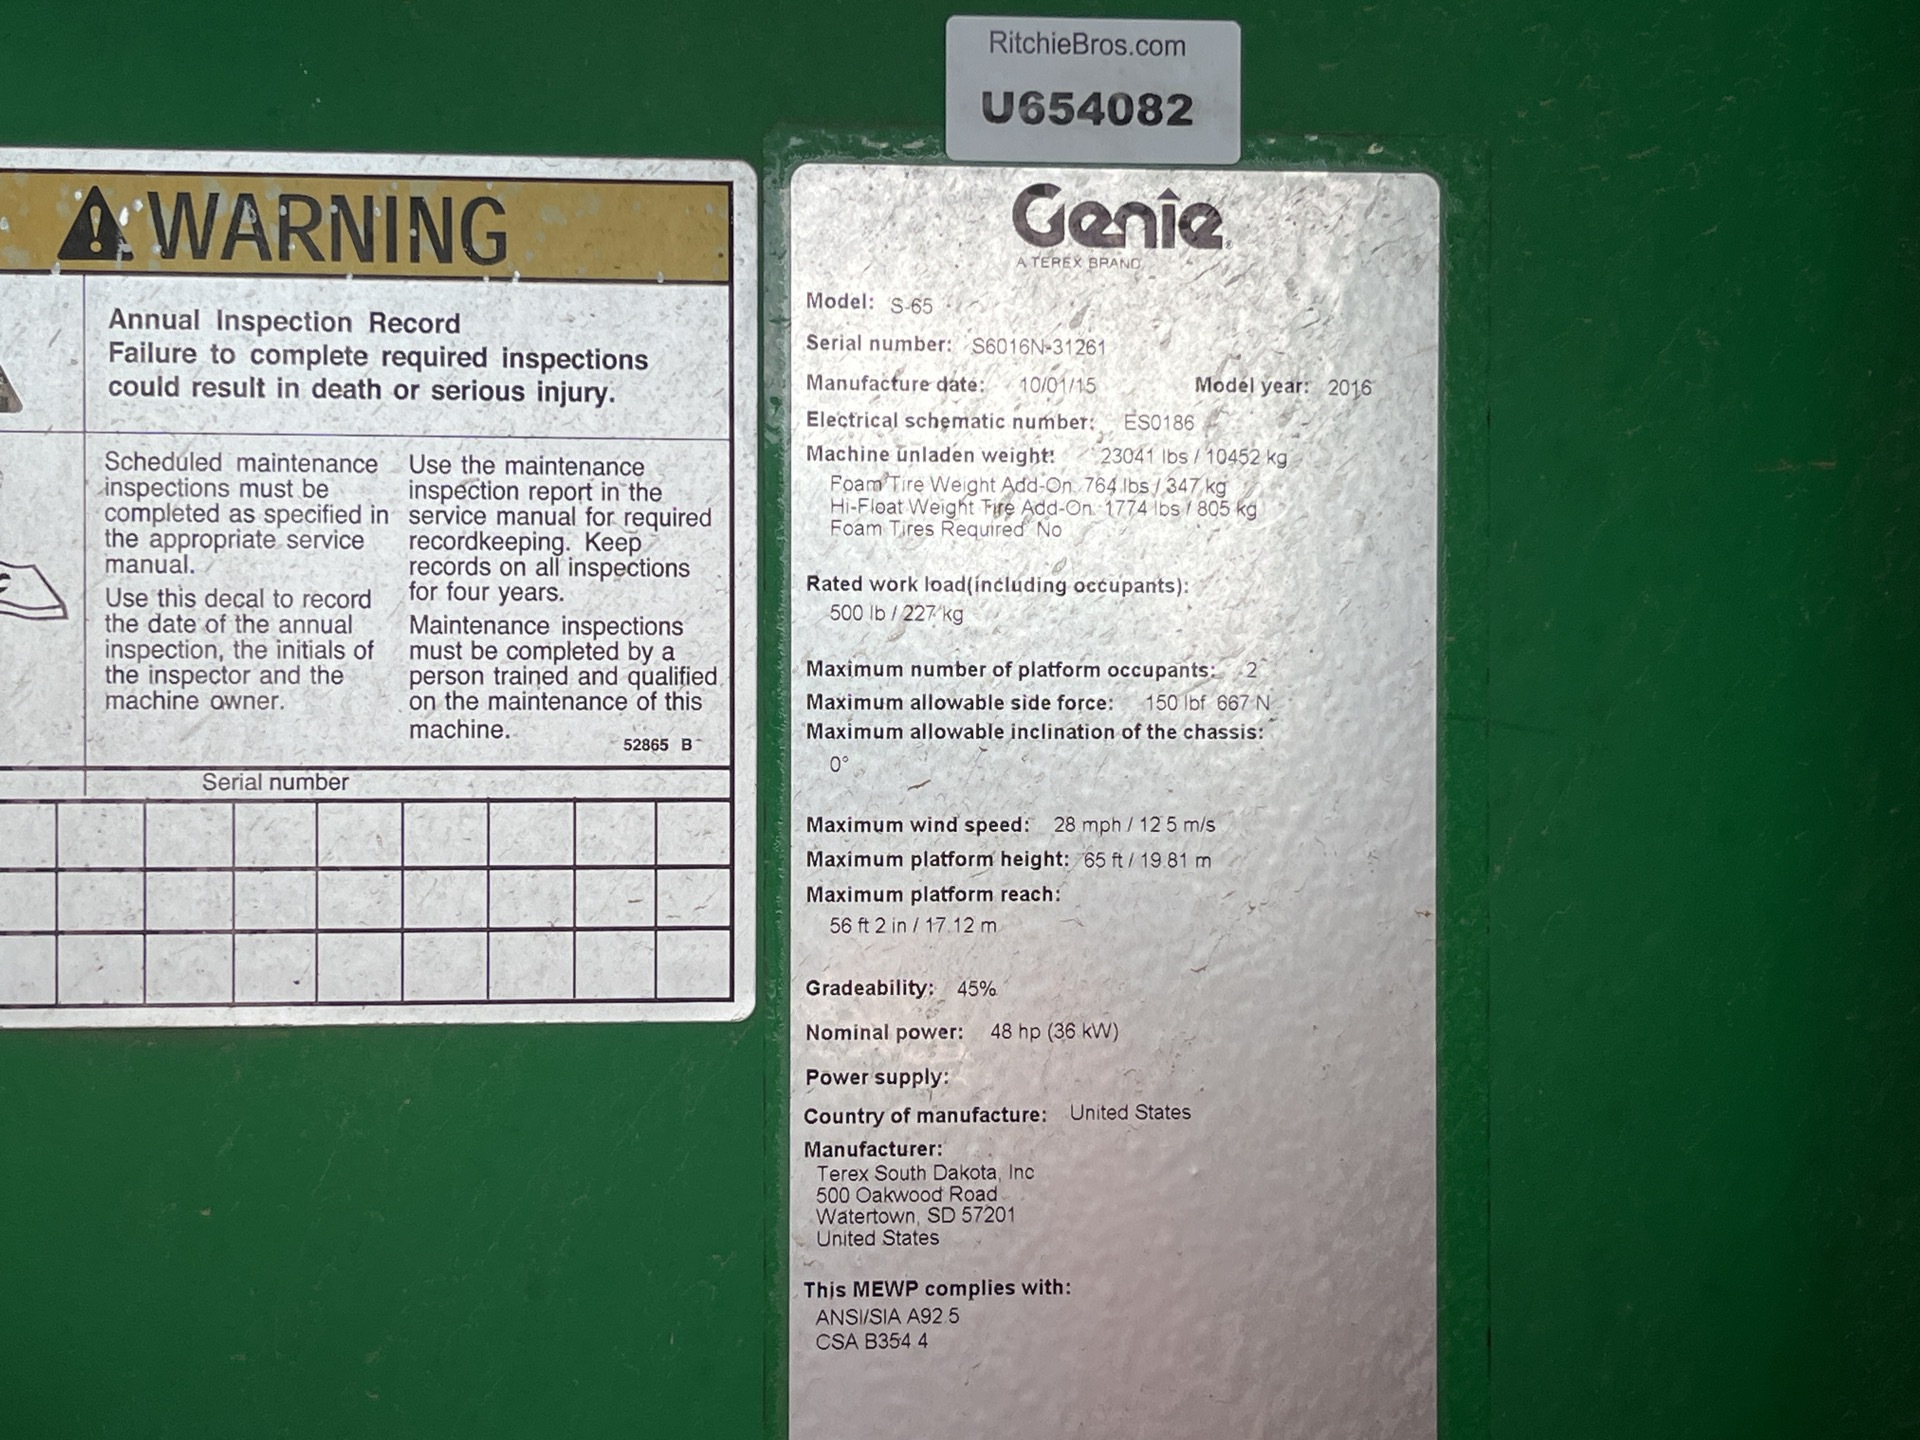 RitchieBros.com
U654082
WARNING
Annual Inspection Record
Failure to complete required inspections
could result in death or serious injury.
Scheduled maintenance
inspections must be
completed as specified in
the appropriate service
manual.
Use this decal to record
the date of the annual
inspection, the initials of
the inspector and the
machine owner.
Use the maintenance
inspection report in the
service manual for required
recordkeeping. Keep
records on all inspections
for four years.
Maintenance inspections
must be completed by a
person trained and qualified
on the maintenance of this
machine.
52865 B
Serial number
Genie
A TEREX BRAND
Model: S-65
Serial number: S6016N-31261
Manufacture date: 10/01/15 Model year: 2016
Electrical schematic number: ES0186
Machine unladen weight: 23041 lbs / 10452 kg
Foam Tire Weight Add-On 764 lbs / 347 kg
Hi-Float Weight Tire Add-On 1774 lbs / 805 kg
Foam Tires Required No
Rated work load(including occupants):
500 lb / 227 kg
Maximum number of platform occupants: 2
Maximum allowable side force: 150 lbf 667 N
Maximum allowable inclination of the chassis:
0°
Maximum wind speed: 28 mph / 12.5 m/s
Maximum platform height: 65 ft / 19.81 m
Maximum platform reach:
56 ft 2 in / 17.12 m
Gradeability: 45%
Nominal power: 48 hp (36 kW)
Power supply:
Country of manufacture: United States
Manufacturer:
Terex South Dakota, Inc
500 Oakwood Road
Watertown, SD 57201
United States
This MEWP complies with:
ANSI/SIA A92.5
CSA B354.4